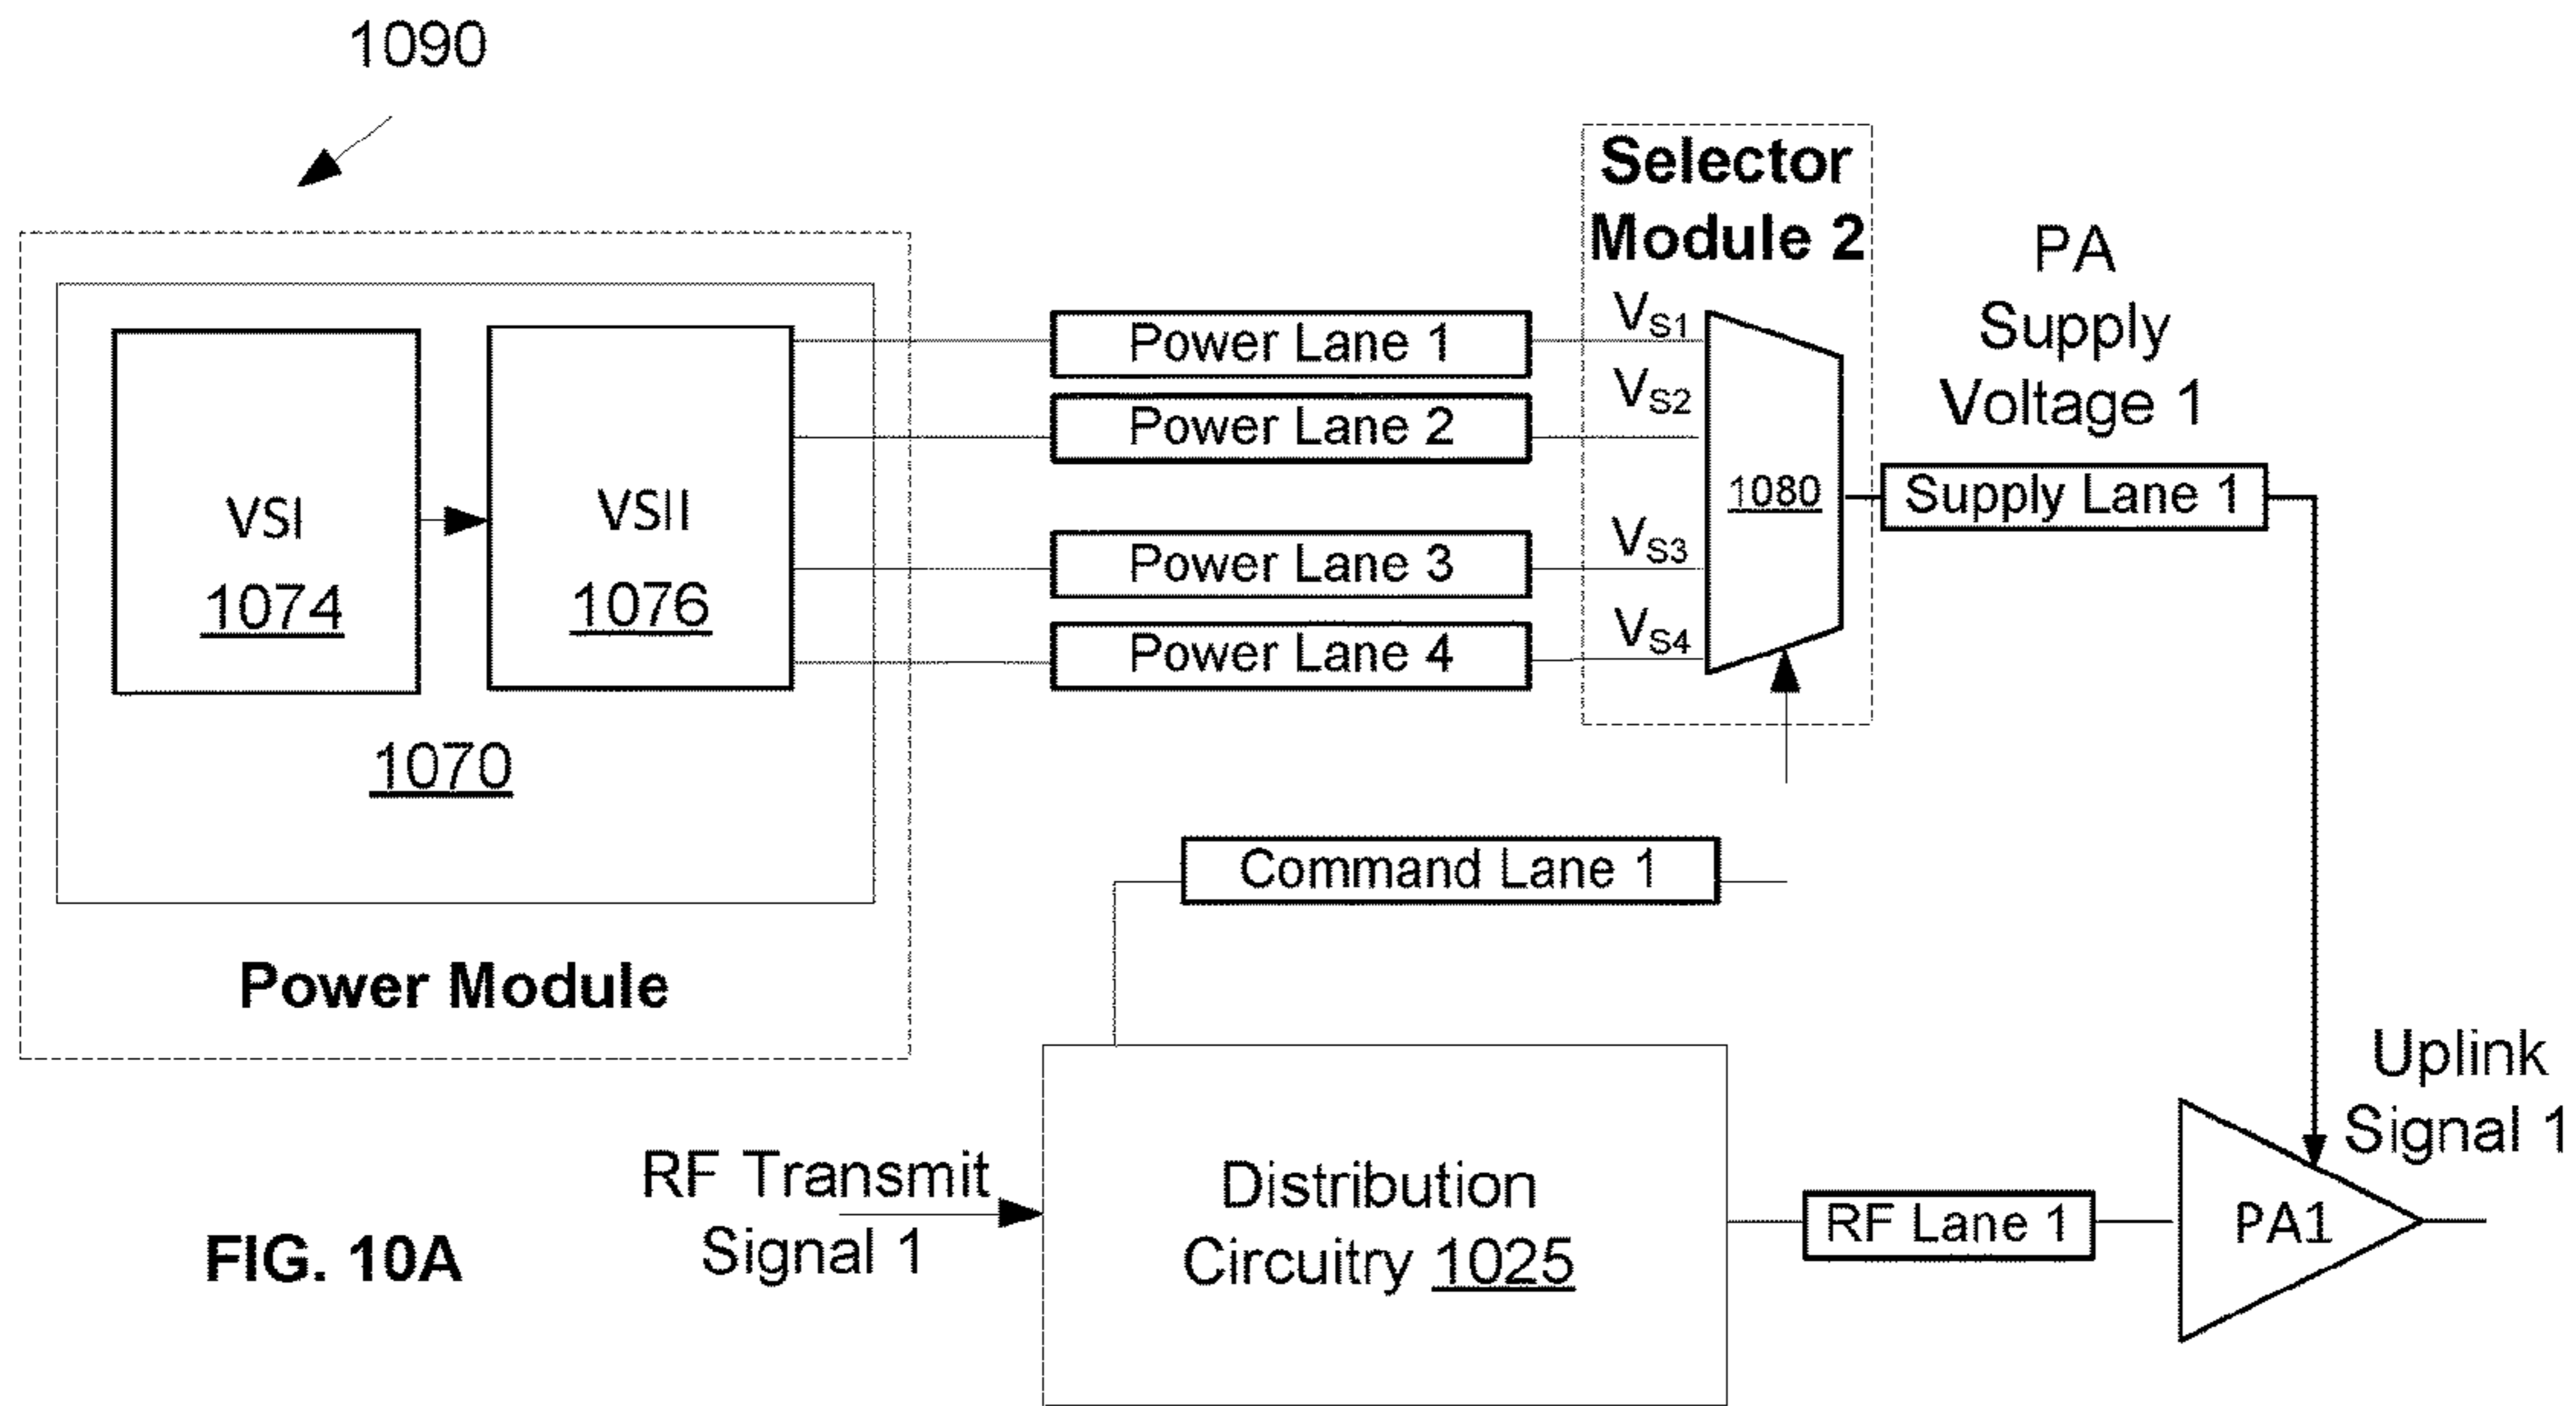 1090
Selector
Module 2
PA
Supply
Voltage 1
VSI
1074
VSII
1076
1070
Power Module
Power Lane 1
Power Lane 2
Power Lane 3
Power Lane 4
VS1
VS2
VS3
VS4
1080
Supply Lane 1
Command Lane 1
RF Transmit
Signal 1
Distribution
Circuitry 1025
RF Lane 1
PA1
Uplink
Signal 1
FIG. 10A